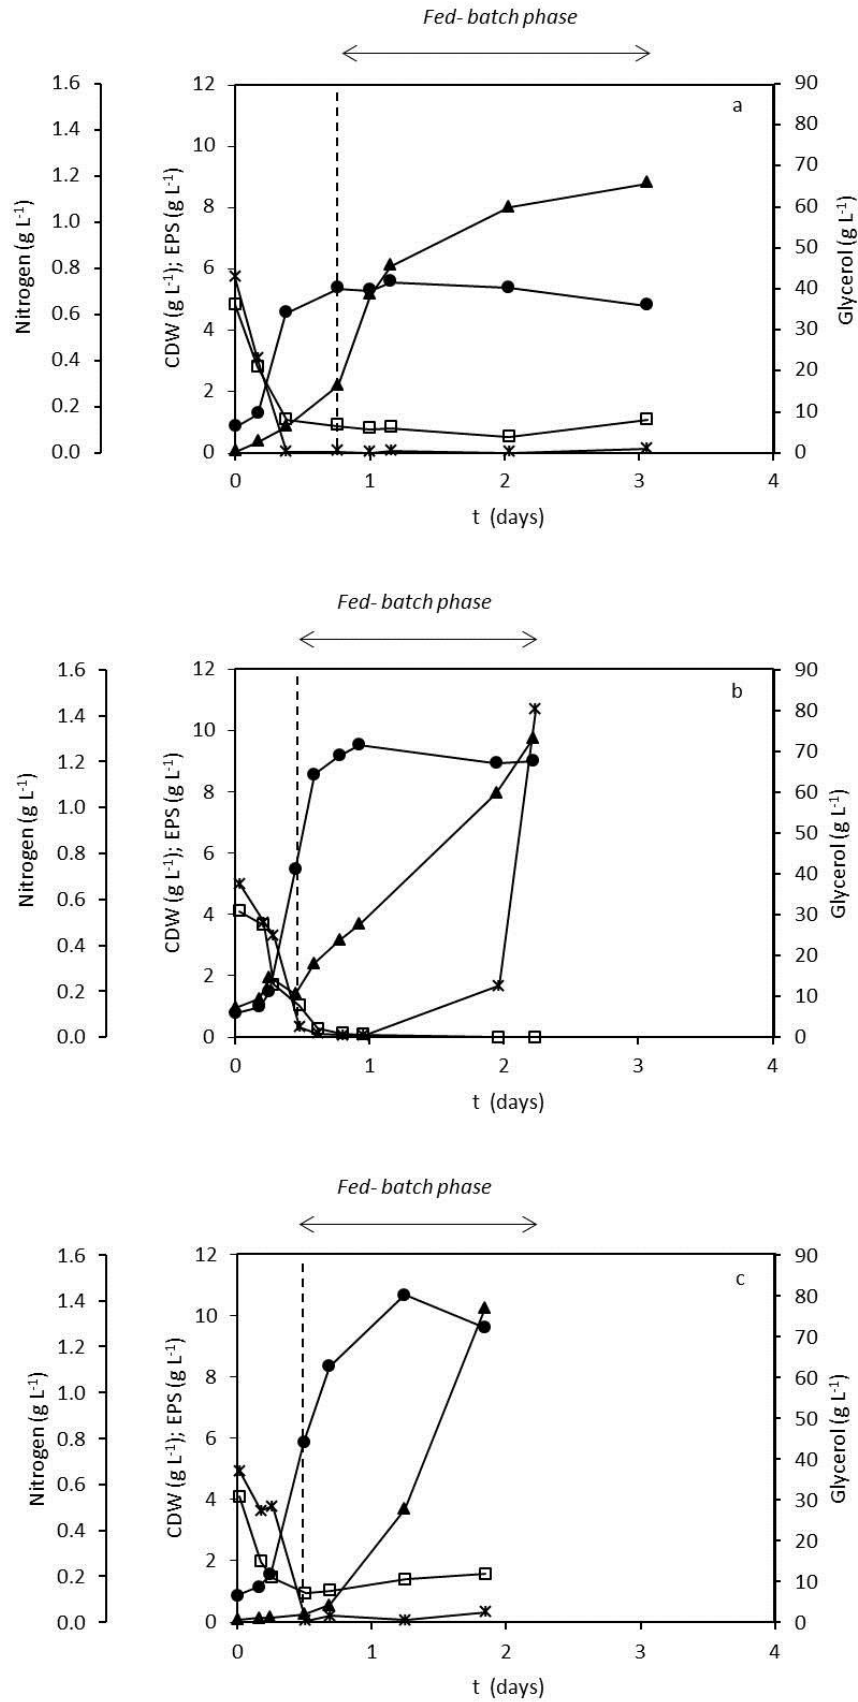 Fed- batch phase
1.6 12 90
a
1.4 80
10
1.2 70
8
1.0 60
50
0.8 6
40
0.6
4 30
0.4
20
2
0.2 10
0.0 0 0
0 1 2 3 4
t (days)
Nitrogen (g L-1)
CDW (g L-1); EPS (g L-1)
Glycerol (g L-1)
Fed- batch phase
1.6 12 90
b
1.4 80
10
1.2 70
8
1.0 60
50
0.8 6
40
0.6
4 30
0.4
20
2
0.2 10
0.0 0 0
0 1 2 3 4
t (days)
Nitrogen (g L-1)
CDW (g L-1); EPS (g L-1)
Glycerol (g L-1)
Fed- batch phase
1.6 12 90
c
1.4 80
10
1.2 70
8
1.0 60
50
0.8 6
40
0.6
4 30
0.4
20
2
0.2 10
0.0 0 0
0 1 2 3 4
t (days)
Nitrogen (g L-1)
CDW (g L-1); EPS (g L-1)
Glycerol (g L-1)